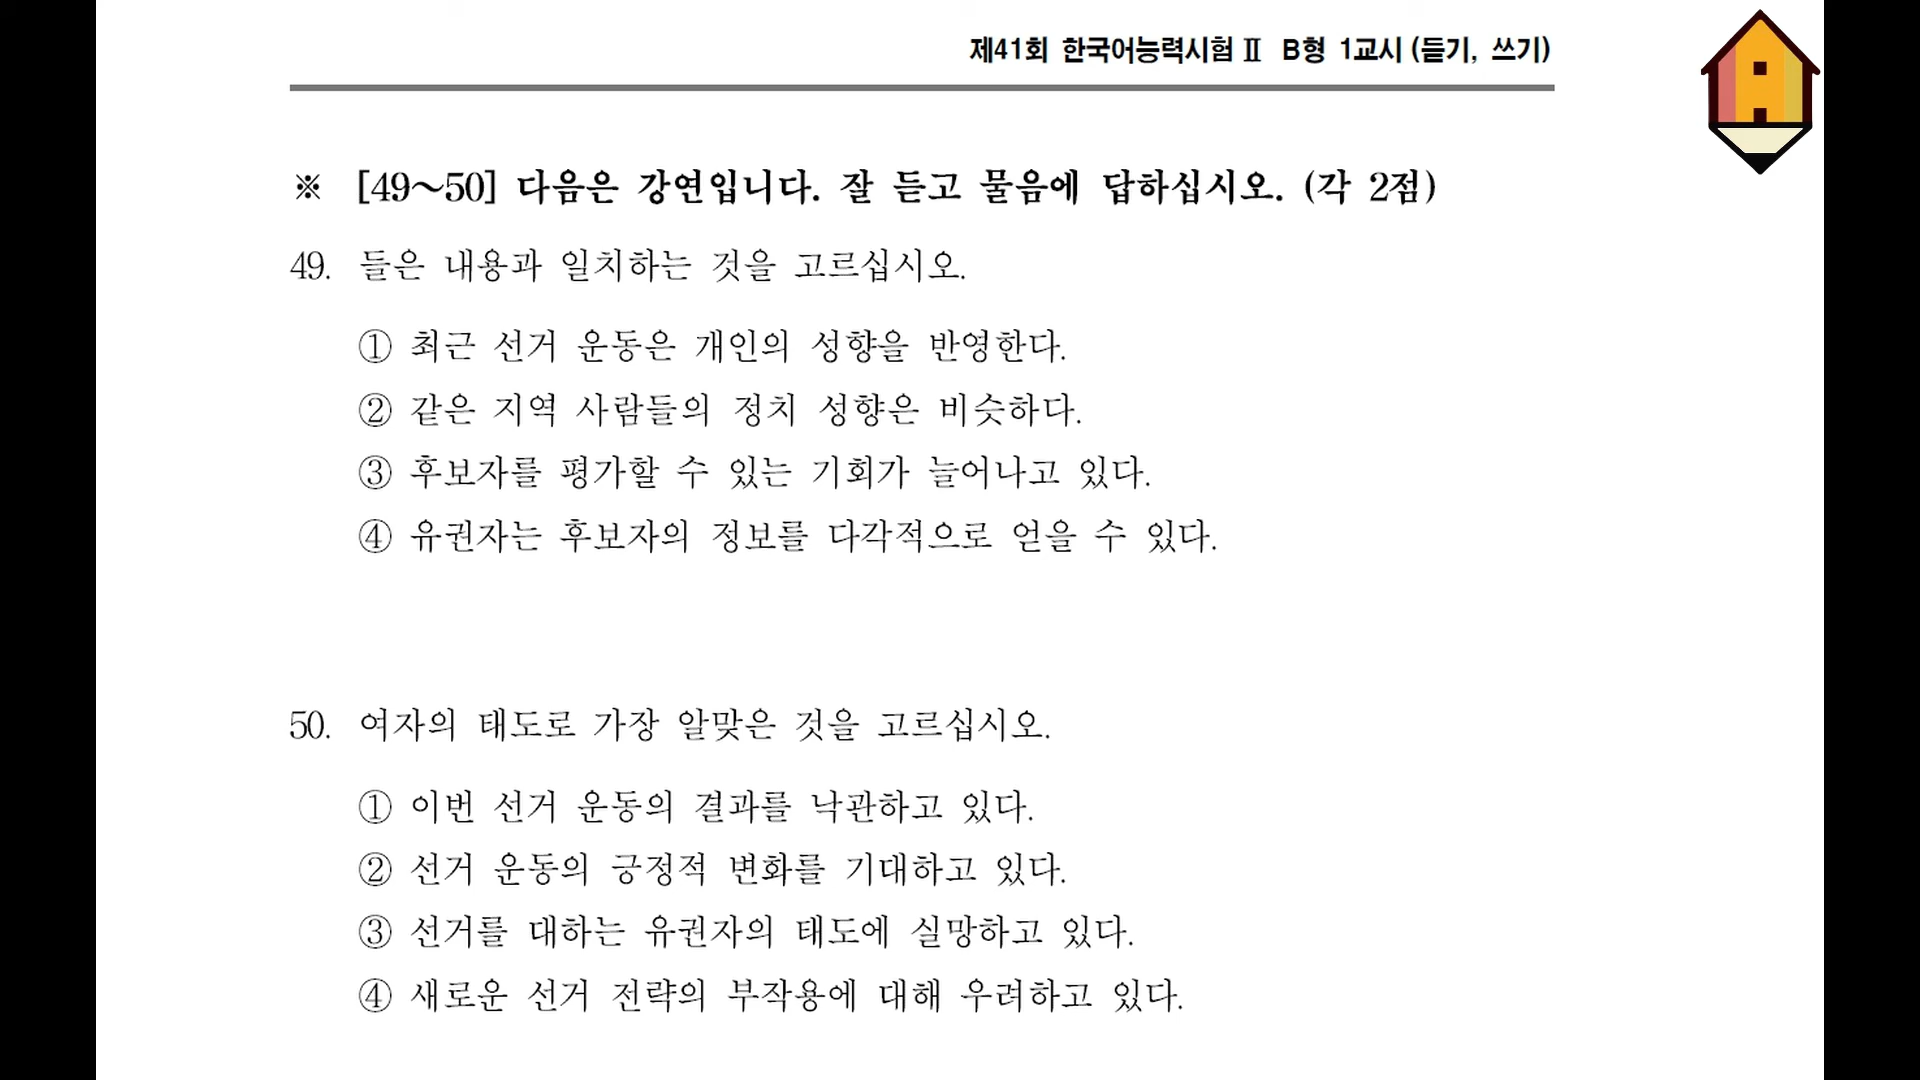 제41회 한국어능력시험Ⅱ B형 1교시 (듣기, 쓰기)
※ [49～50] 다음은 강연입니다. 잘 듣고 물음에 답하십시오. (각 2점)
49. 들은 내용과 일치하는 것을 고르십시오.
① 최근 선거 운동은 개인의 성향을 반영한다.
② 같은 지역 사람들의 정치 성향은 비슷하다.
③ 후보자를 평가할 수 있는 기회가 늘어나고 있다.
④ 유권자는 후보자의 정보를 다각적으로 얻을 수 있다.
50. 여자의 태도로 가장 알맞은 것을 고르십시오.
① 이번 선거 운동의 결과를 낙관하고 있다.
② 선거 운동의 긍정적 변화를 기대하고 있다.
③ 선거를 대하는 유권자의 태도에 실망하고 있다.
④ 새로운 선거 전략의 부작용에 대해 우려하고 있다.